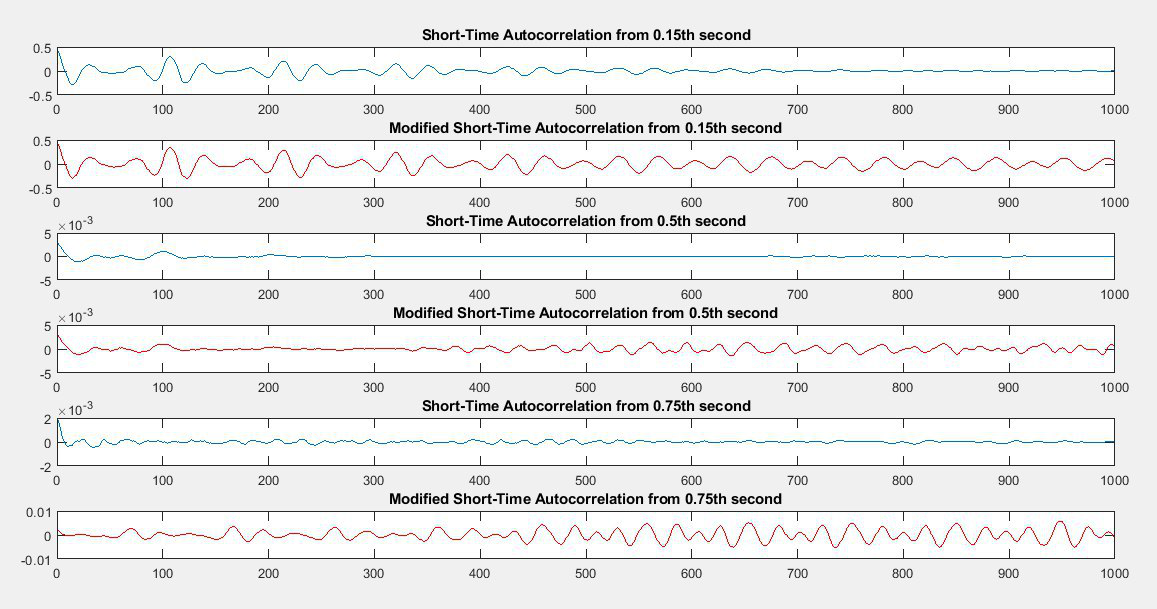 Short-Time Autocorrelation from 0.15th second
0.5
0
-0.5
0 100 200 300 400 500 600 700 800 900 1000
Modified Short-Time Autocorrelation from 0.15th second
0.5
0
-0.5
0 100 200 300 400 500 600 700 800 900 1000
×10-3 Short-Time Autocorrelation from 0.5th second
5
0
-5
0 100 200 300 400 500 600 700 800 900 1000
×10-3 Modified Short-Time Autocorrelation from 0.5th second
5
0
-5
0 100 200 300 400 500 600 700 800 900 1000
×10-3 Short-Time Autocorrelation from 0.75th second
2
0
-2
0 100 200 300 400 500 600 700 800 900 1000
Modified Short-Time Autocorrelation from 0.75th second
0.01
0
-0.01
0 100 200 300 400 500 600 700 800 900 1000